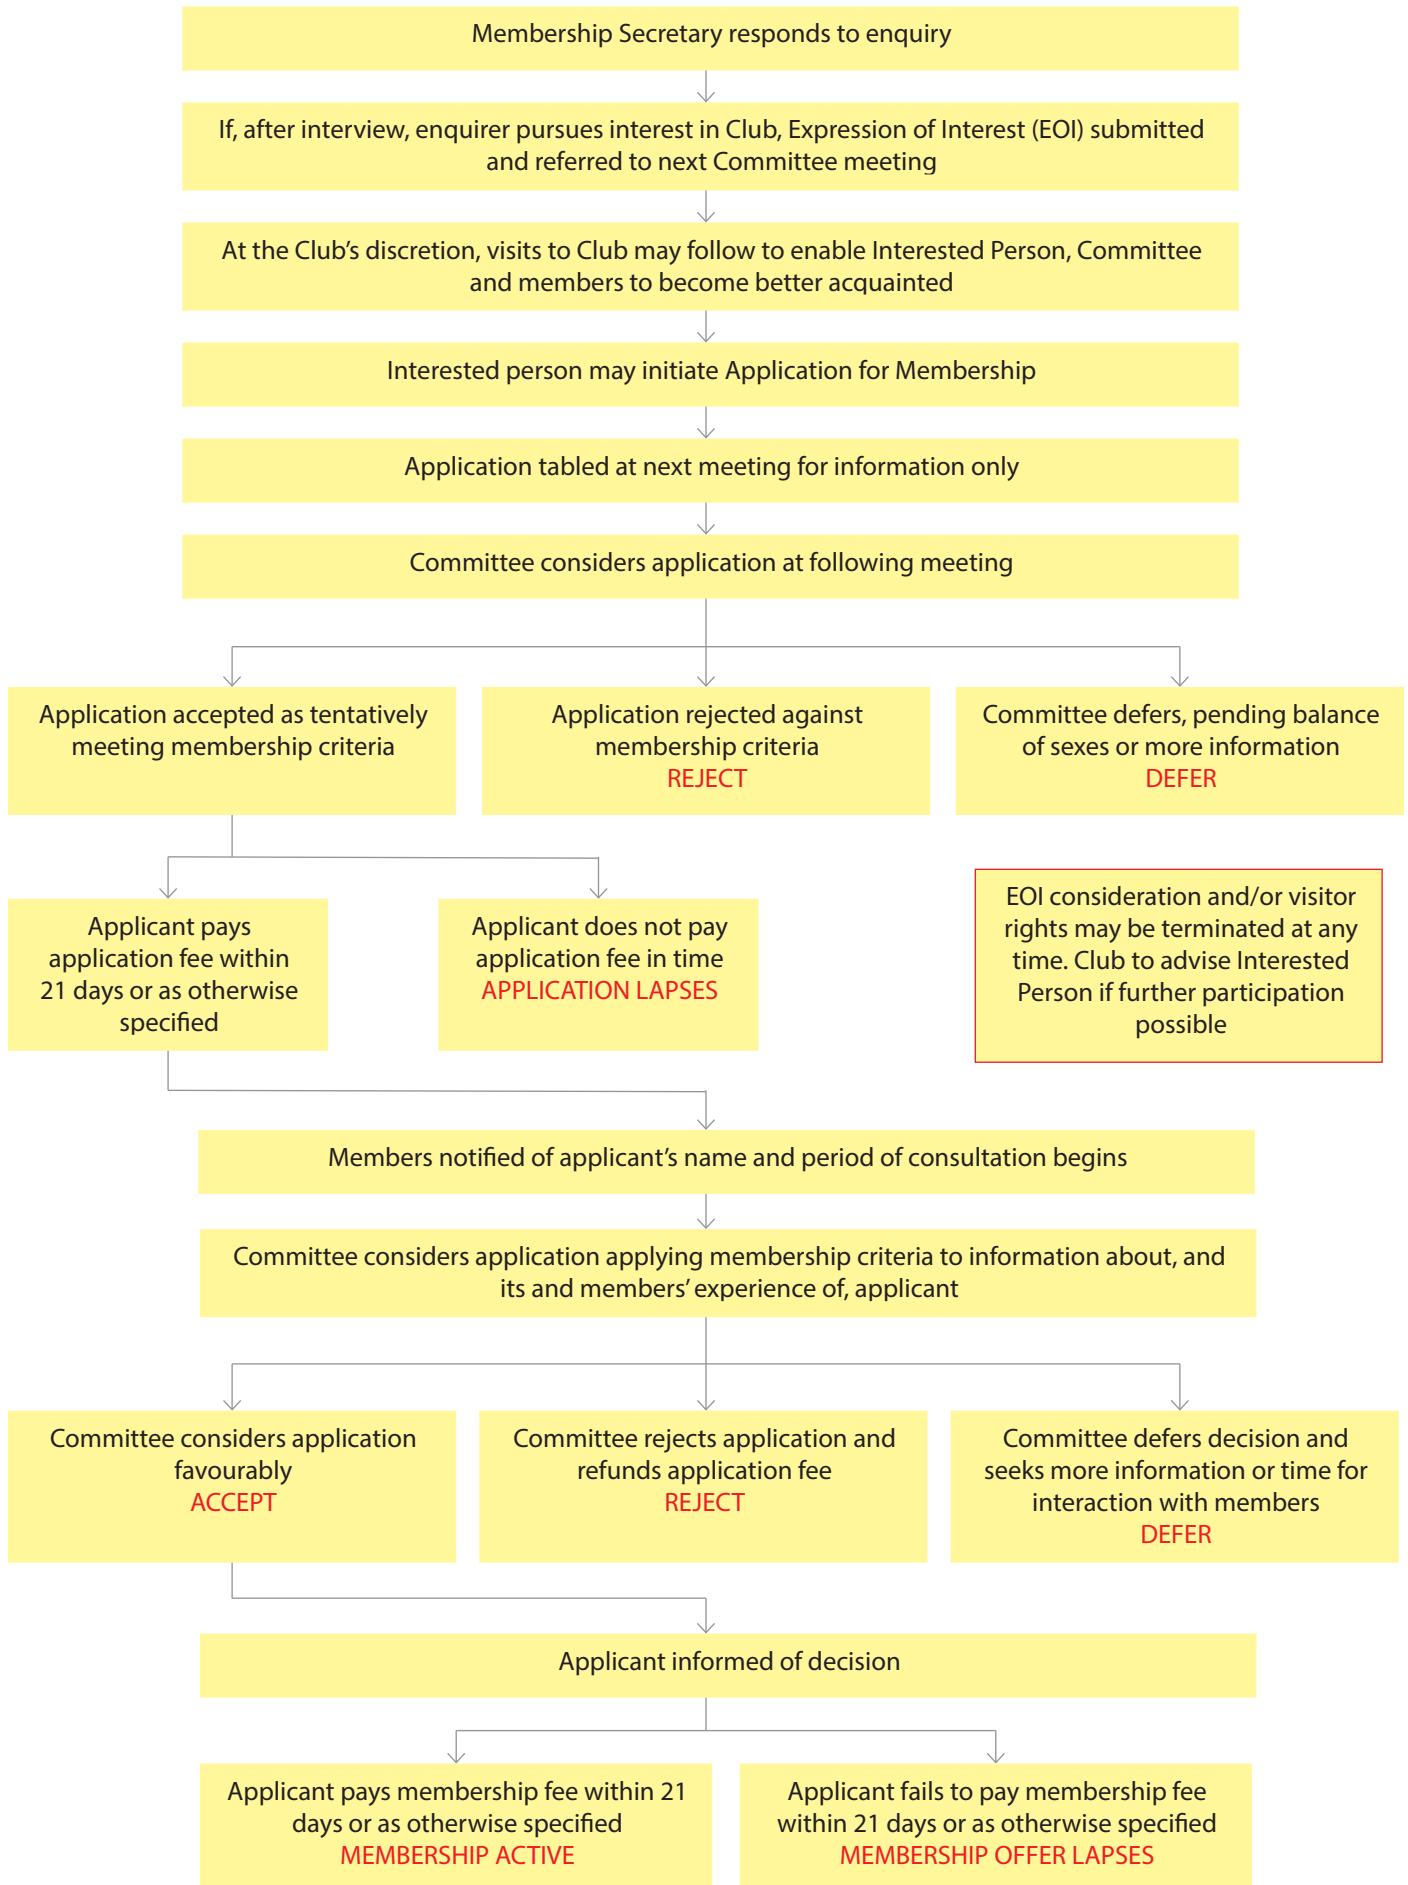 Membership Secretary responds to enquiry
If, after interview, enquirer pursues interest in Club, Expression of Interest (EOI) submitted
and referred to next Committee meeting
At the Club’s discretion, visits to Club may follow to enable Interested Person, Committee
and members to become better acquainted
Interested person may initiate Application for Membership
Application tabled at next meeting for information only
Committee considers application at following meeting
Application accepted as tentatively
meeting membership criteria
Application rejected against
membership criteria
REJECT
Committee defers, pending balance
of sexes or more information
DEFER
Applicant pays
application fee within
21 days or as otherwise
specified
Applicant does not pay
application fee in time
APPLICATION LAPSES
EOI consideration and/or visitor
rights may be terminated at any
time. Club to advise Interested
Person if further participation
possible
Members notified of applicant’s name and period of consultation begins
Committee considers application applying membership criteria to information about, and
its and members’ experience of, applicant
Committee considers application
favourably
ACCEPT
Committee rejects application and
refunds application fee
REJECT
Committee defers decision and
seeks more information or time for
interaction with members
DEFER
Applicant informed of decision
Applicant pays membership fee within 21
days or as otherwise specified
MEMBERSHIP ACTIVE
Applicant fails to pay membership fee
within 21 days or as otherwise specified
MEMBERSHIP OFFER LAPSES